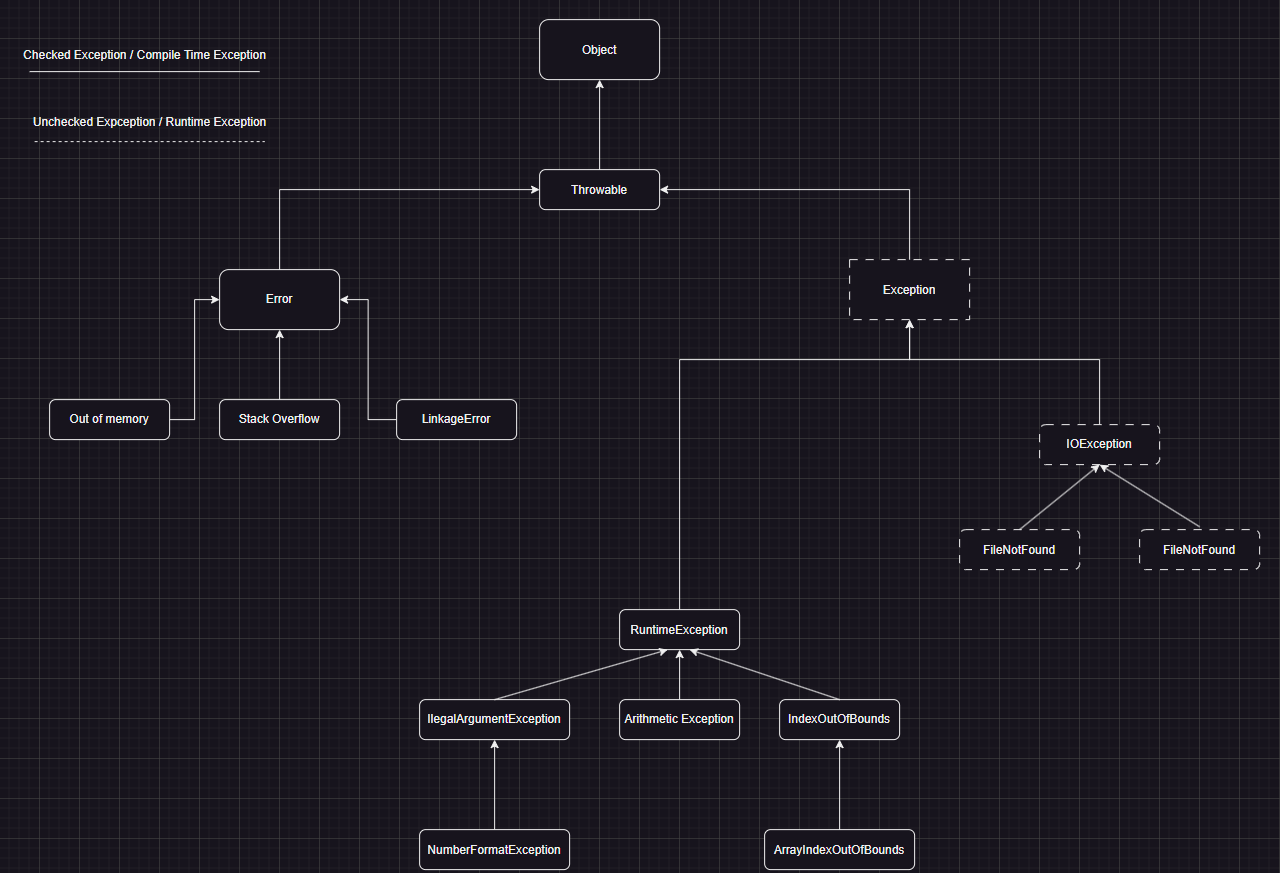 Object
Checked Exception / Compile Time Exception
Unchecked Expception / Runtime Exception
Throwable
Error
Exception
Out of memory
Stack Overflow
LinkageError
IOException
FileNotFound
FileNotFound
RuntimeException
IlegalArgumentException
Arithmetic Exception
IndexOutOfBounds
NumberFormatException
ArrayIndexOutOfBounds